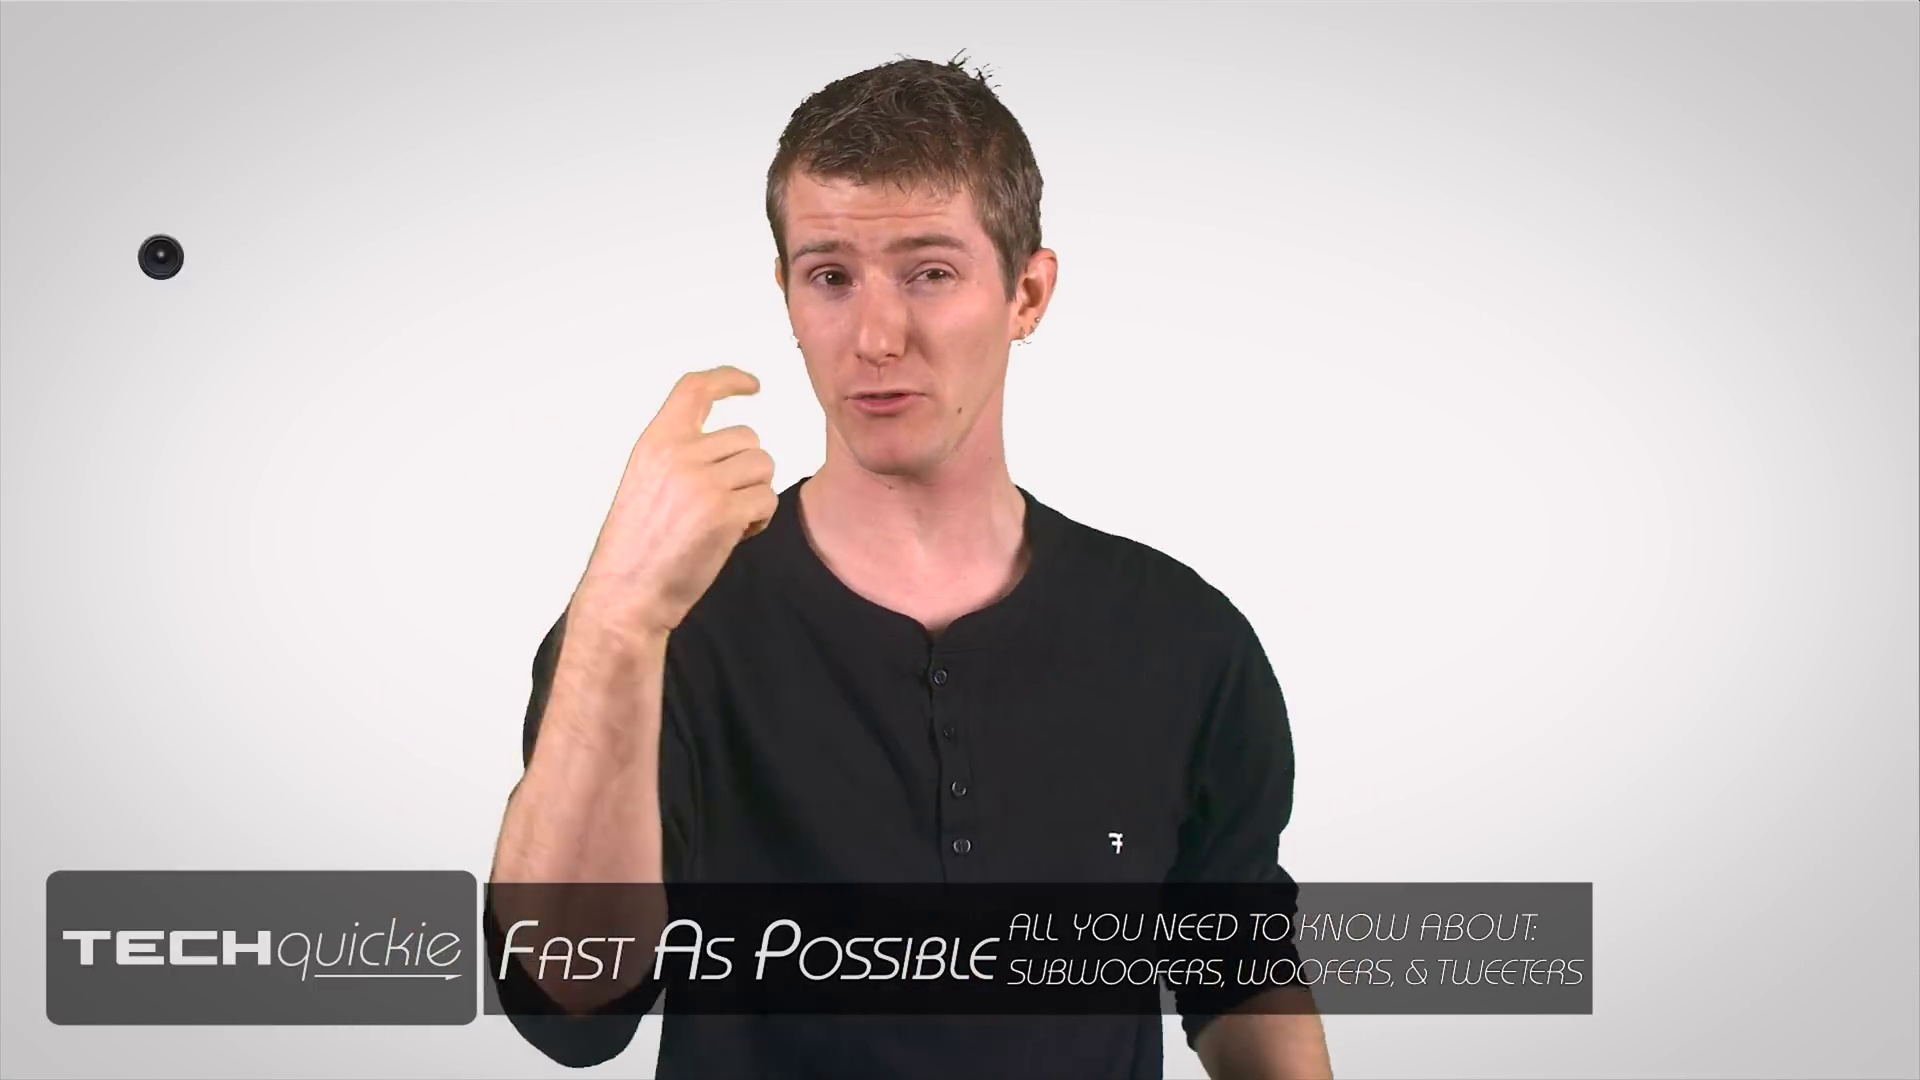 TECHquickie
FAST AS POSSIBLE
ALL YOU NEED TO KNOW ABOUT:
SUBWOOFERS, WOOFERS, & TWEETERS